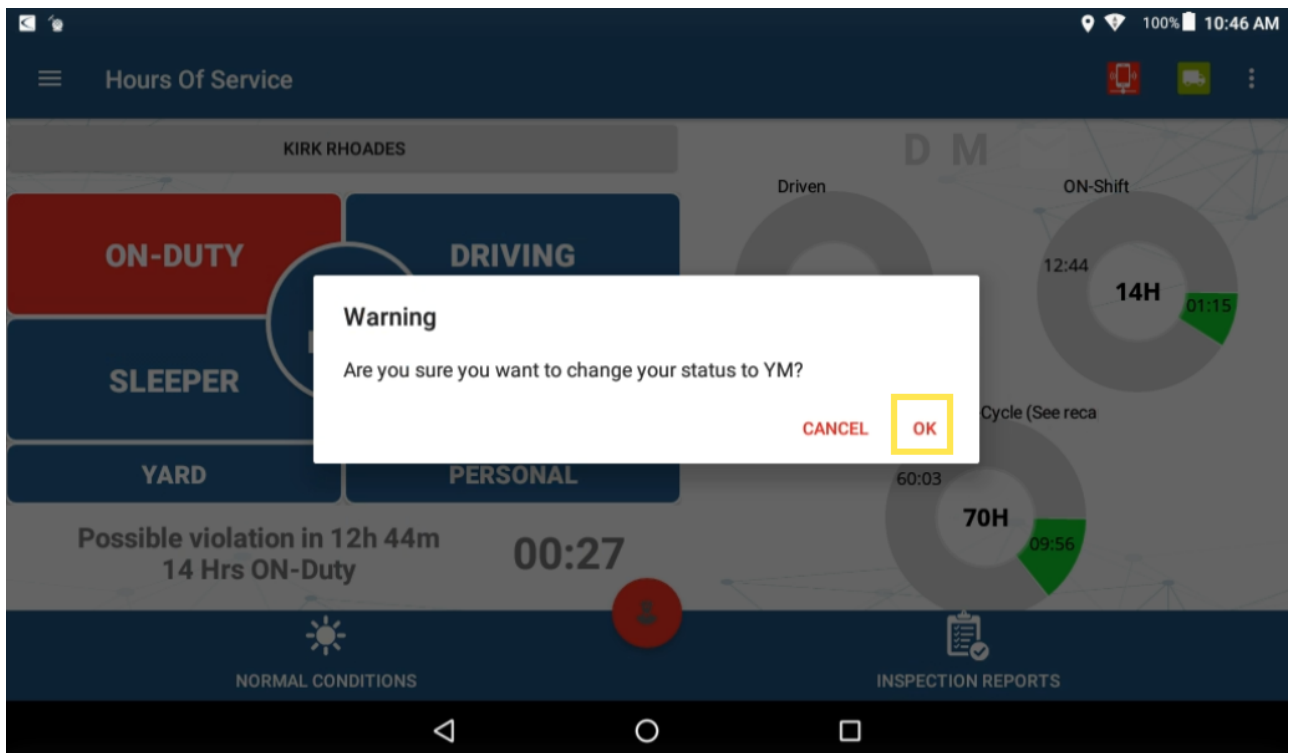 100% 10:46 AM
Hours Of Service
KIRK RHOADES
D M
ON-DUTY
DRIVING
SLEEPER
YARD
PERSONAL
Possible violation in 12h 44m
14 Hrs ON-Duty
00:27
Driven
ON-Shift
12:44
14H
01:15
Cycle (See reca
60:03
70H
09:56
Warning
Are you sure you want to change your status to YM?
CANCEL OK
NORMAL CONDITIONS
INSPECTION REPORTS